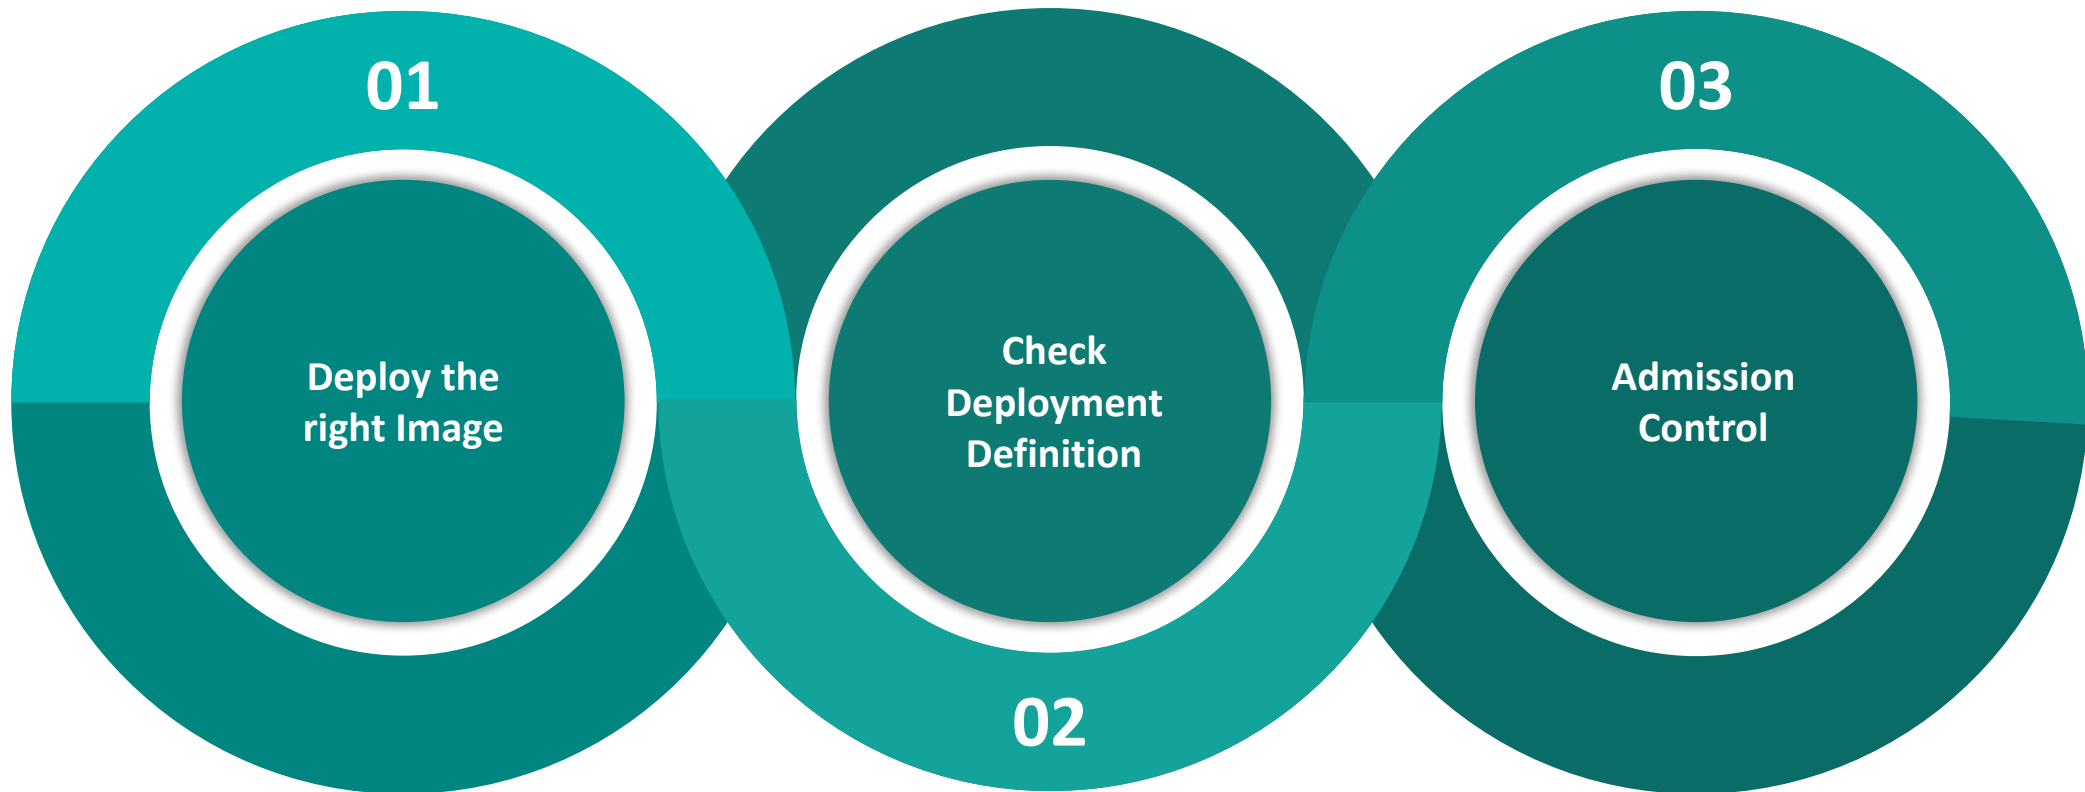 01
Deploy the
right Image
Check
Deployment
Definition
02
03
Admission
Control